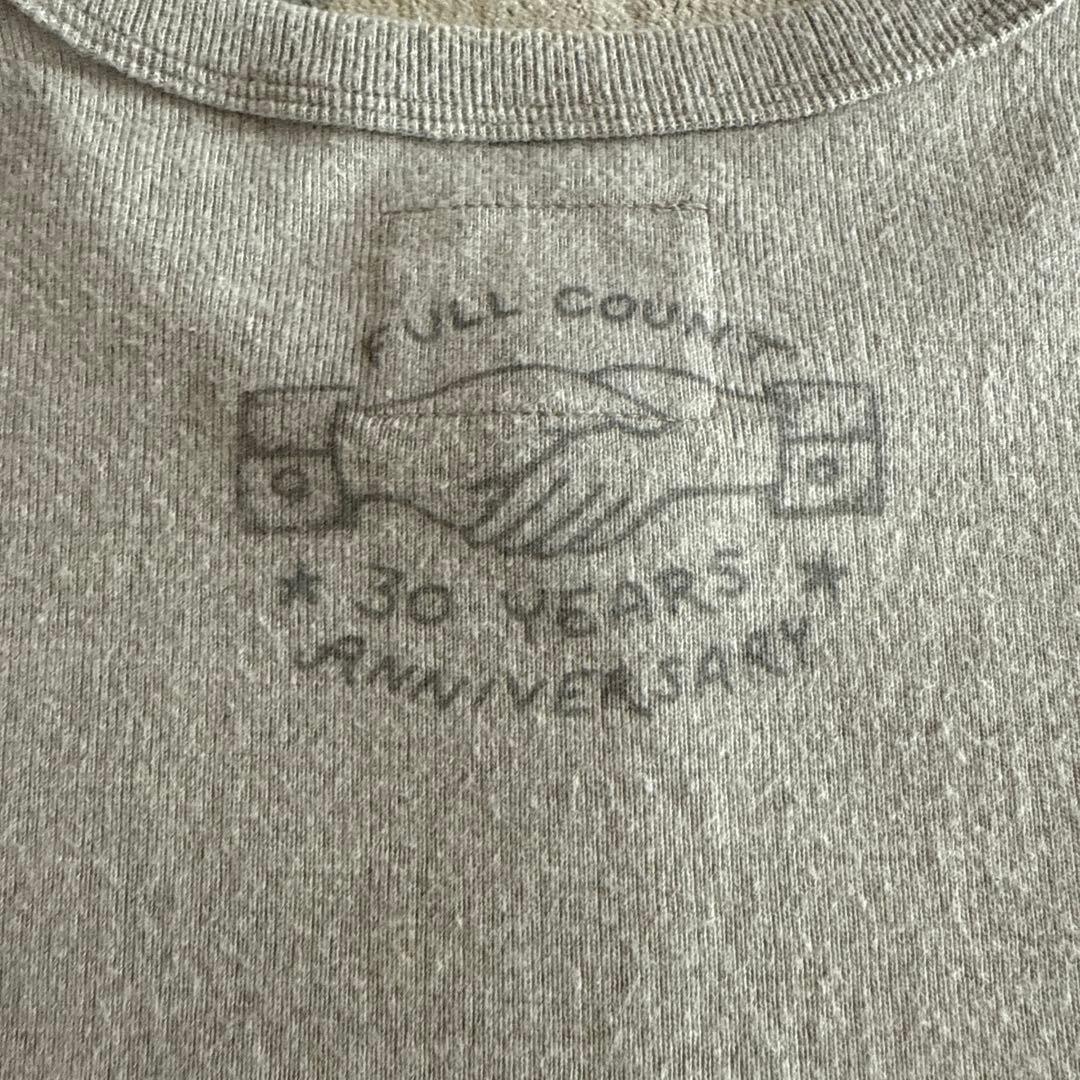 FULL COUNT
★ 30 YEARS ★
ANNIVERSARY